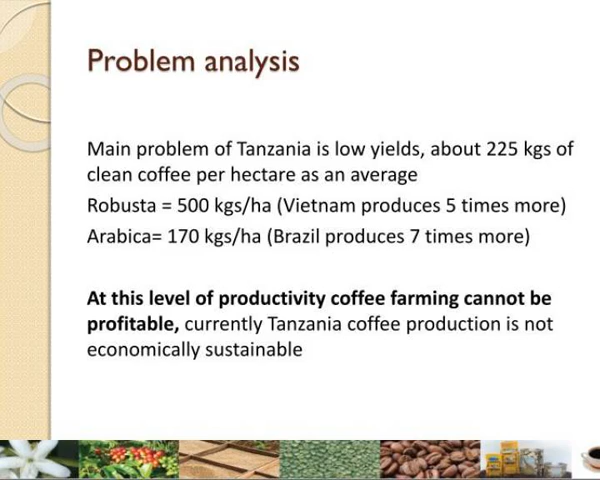 Problem analysis
Main problem of Tanzania is low yields, about 225 kgs of
clean coffee per hectare as an average
Robusta = 500 kgs/ha (Vietnam produces 5 times more)
Arabica= 170 kgs/ha (Brazil produces 7 times more)
At this level of productivity coffee farming cannot be
profitable, currently Tanzania coffee production is not
economically sustainable